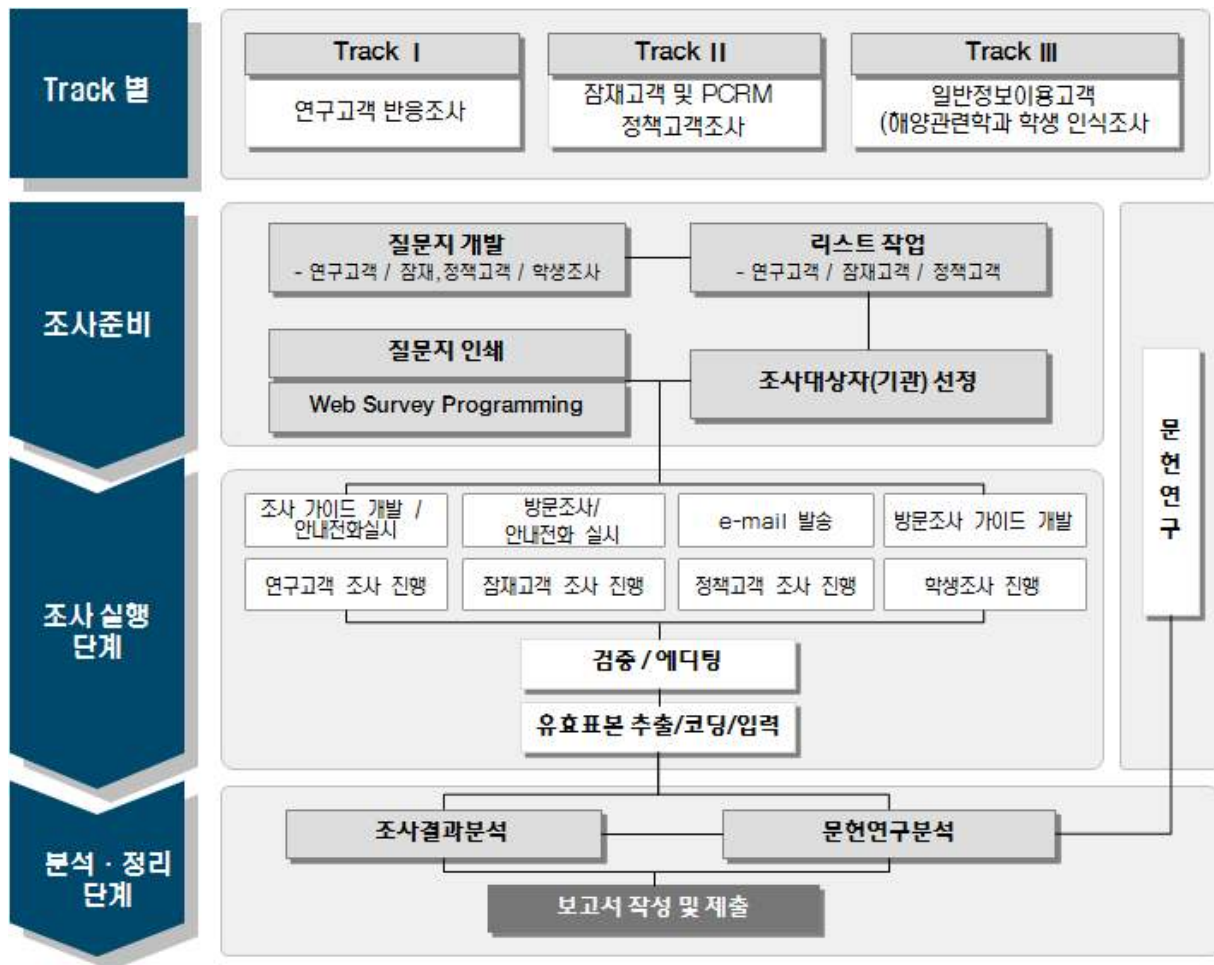 Track 별
Track Ⅰ
연구고객 반응조사
Track Ⅱ
잠재고객 및 PCRM
정책고객조사
Track Ⅲ
일반정보이용고객
(해양관련학과 학생 인식조사
조사준비
질문지 개발
- 연구고객 / 잠재,정책고객 / 학생조사
리스트 작업
- 연구고객 / 잠재고객 / 정책고객
질문지 인쇄
Web Survey Programming
조사대상자(기관) 선정
문
헌
연
구
조사 실행
단계
조사 가이드 개발 /
안내전화실시
방문조사/
안내전화 실시
e-mail 발송
방문조사 가이드 개발
연구고객 조사 진행
잠재고객 조사 진행
정책고객 조사 진행
학생조사 진행
검증 / 에디팅
유효표본 추출/코딩/입력
분석 · 정리
단계
조사결과분석
문헌연구분석
보고서 작성 및 제출